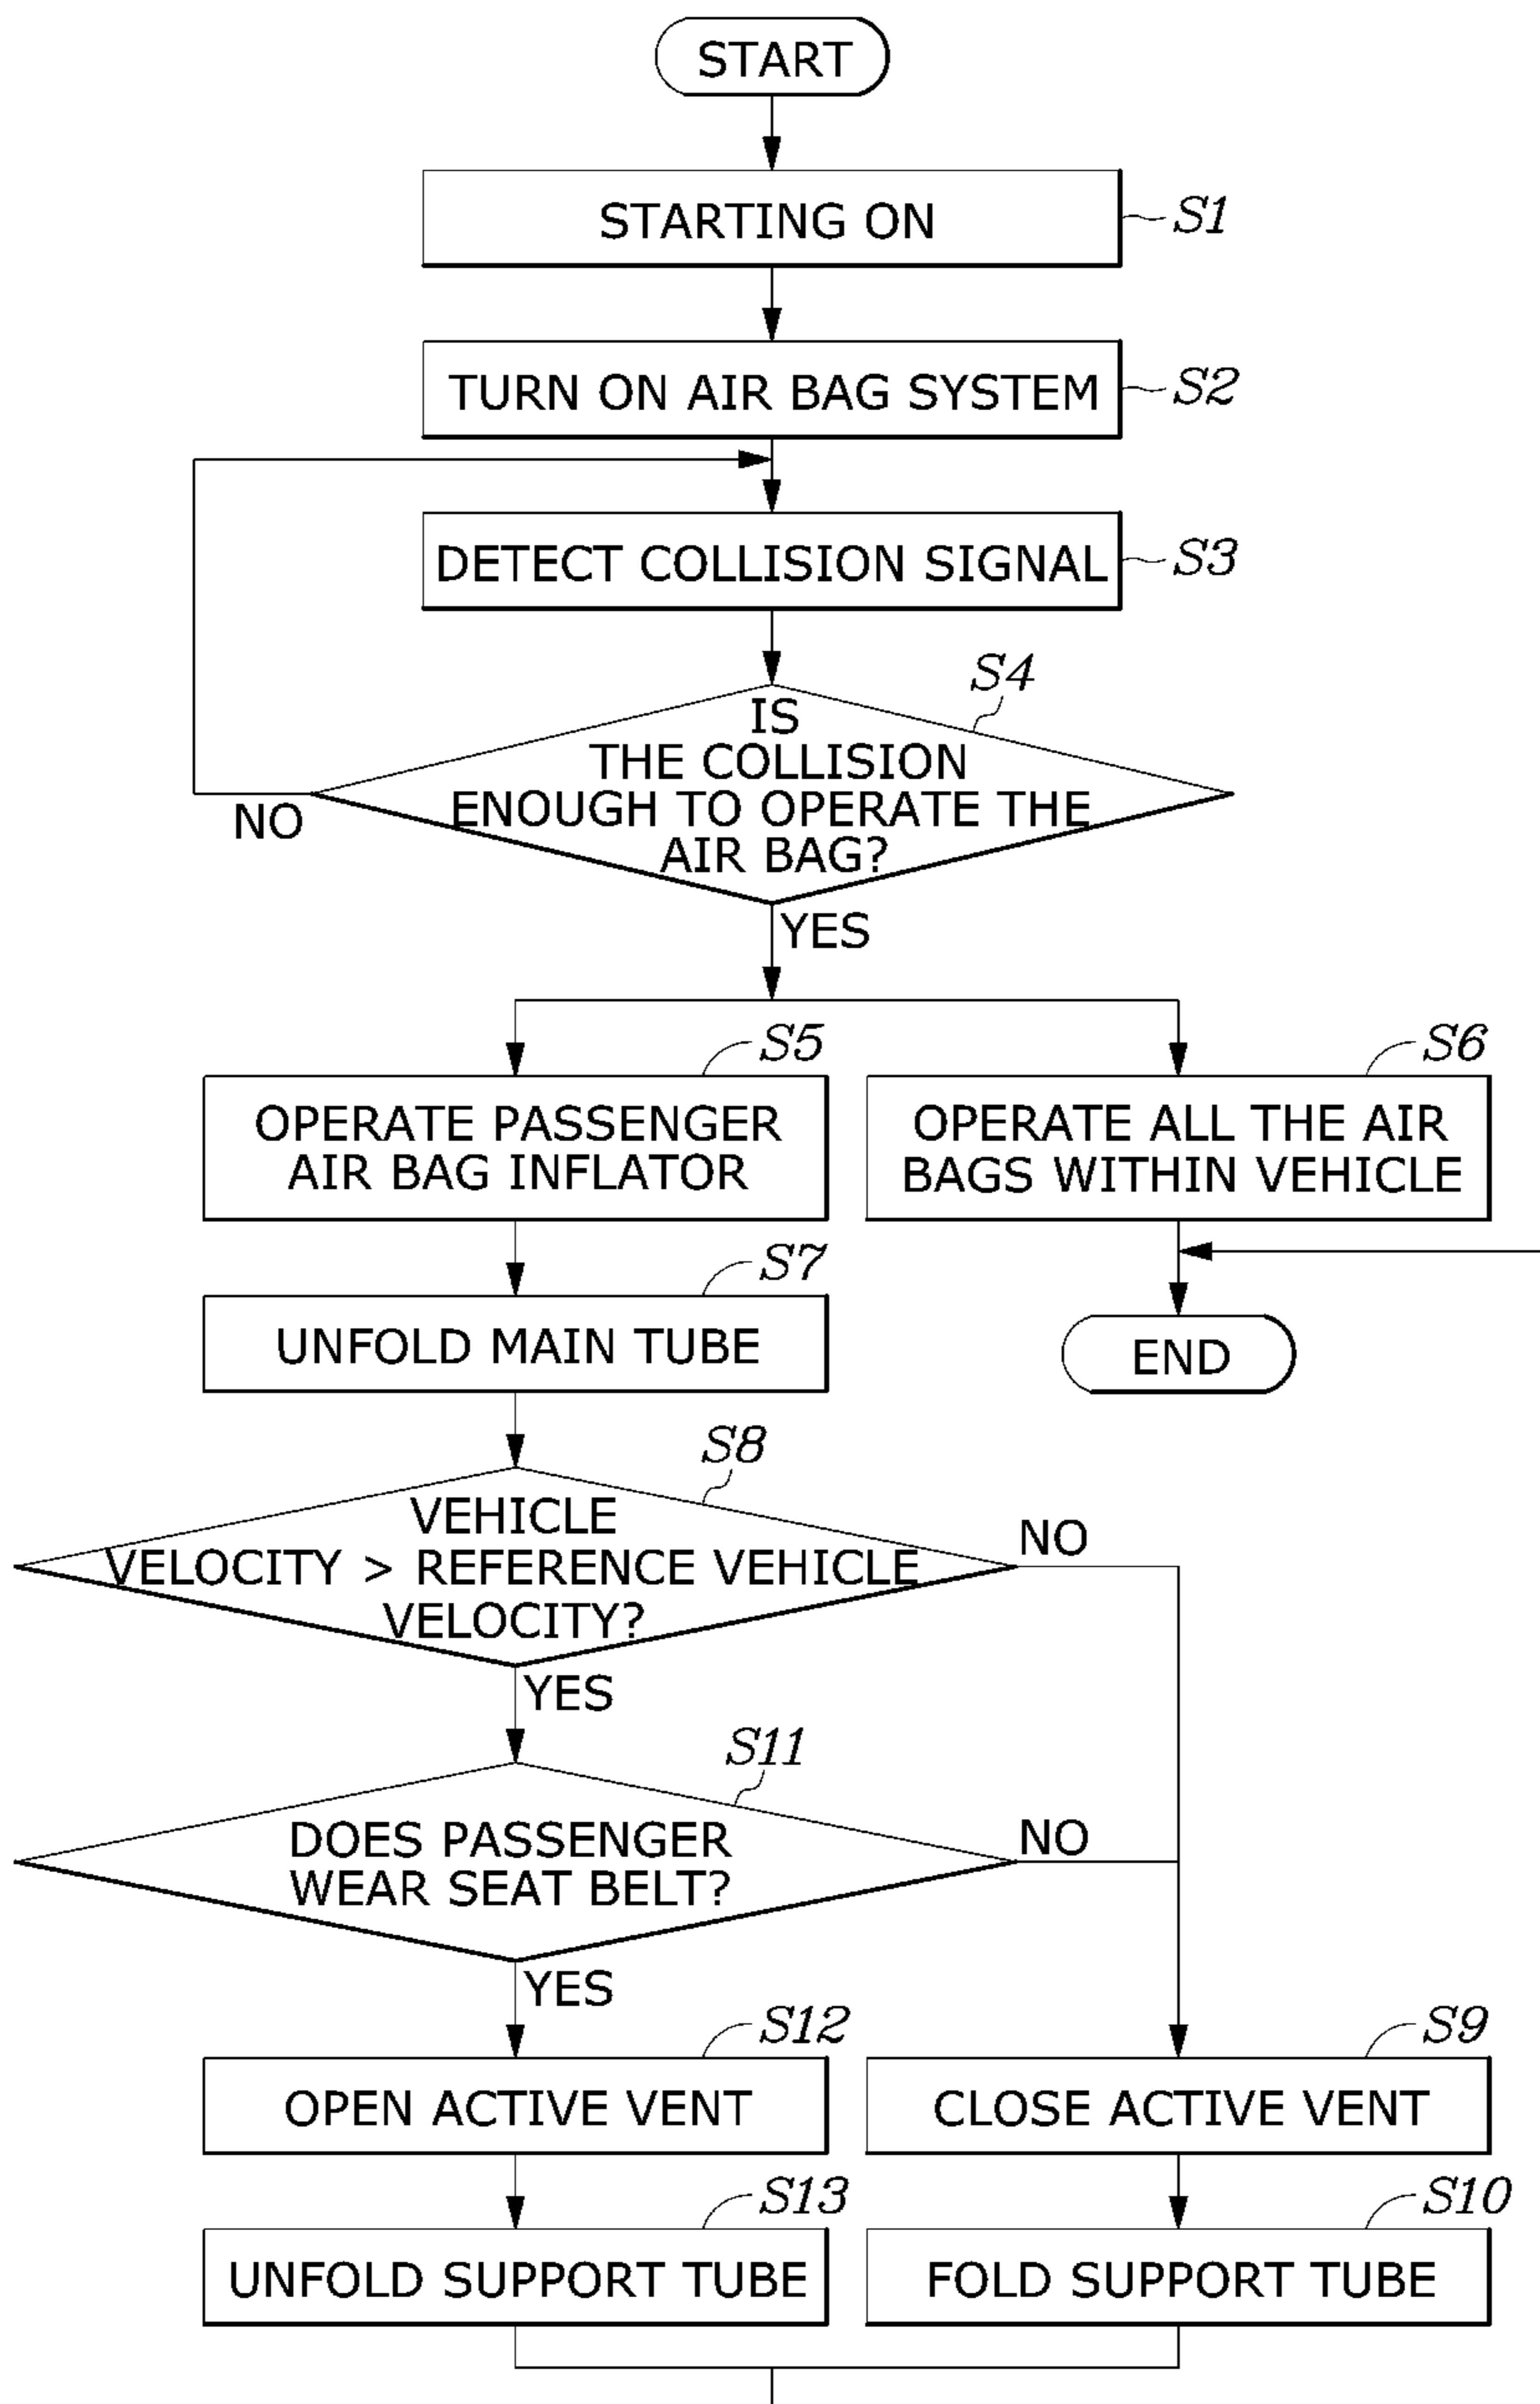 START
STARTING ON
S1
TURN ON AIR BAG SYSTEM
S2
DETECT COLLISION SIGNAL
S3
S4
IS
THE COLLISION
ENOUGH TO OPERATE THE
AIR BAG?
NO
YES
S5
OPERATE PASSENGER
AIR BAG INFLATOR
S6
OPERATE ALL THE AIR
BAGS WITHIN VEHICLE
S7
UNFOLD MAIN TUBE
END
S8
VEHICLE
VELOCITY > REFERENCE VEHICLE
VELOCITY?
NO
YES
S11
DOES PASSENGER
WEAR SEAT BELT?
NO
YES
S12
OPEN ACTIVE VENT
S9
CLOSE ACTIVE VENT
S13
UNFOLD SUPPORT TUBE
S10
FOLD SUPPORT TUBE